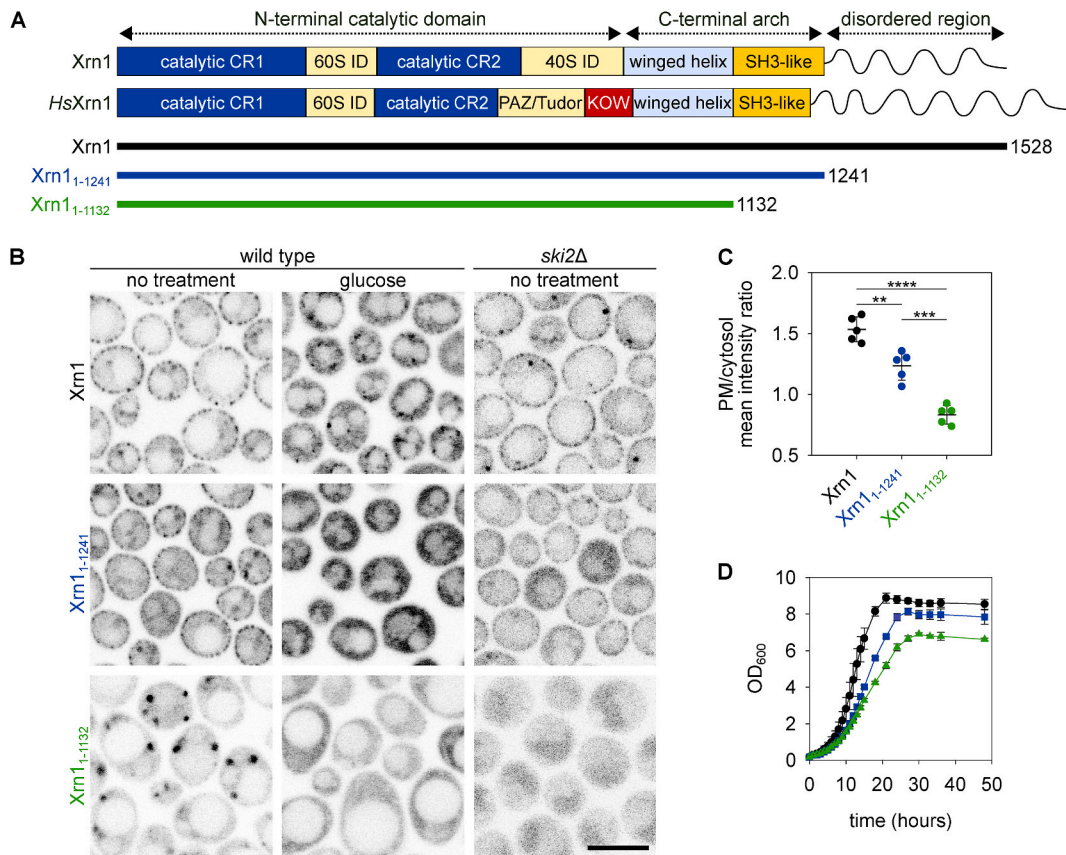 A
N-terminal catalytic domain
C-terminal arch
disordered region
Xrn1
catalytic CR1
60S ID
catalytic CR2
40S ID
winged helix
SH3-like
HsXrn1
catalytic CR1
60S ID
catalytic CR2
PAZ/Tudor
KOW
winged helix
SH3-like
Xrn1
1528
Xrn1₁₋₁₂₄₁
1241
Xrn1₁₋₁₁₃₂
1132
B
wild type
ski2Δ
no treatment
glucose
no treatment
Xrn1
Xrn1₁₋₁₂₄₁
Xrn1₁₋₁₁₃₂
C
PM/cytosol
mean intensity ratio
2.0
1.5
1.0
0.5
****
**
***
Xrn1
Xrn1₁₋₁₂₄₁
Xrn1₁₋₁₁₃₂
D
OD₆₀₀
10
8
6
4
2
0
0 10 20 30 40 50
time (hours)